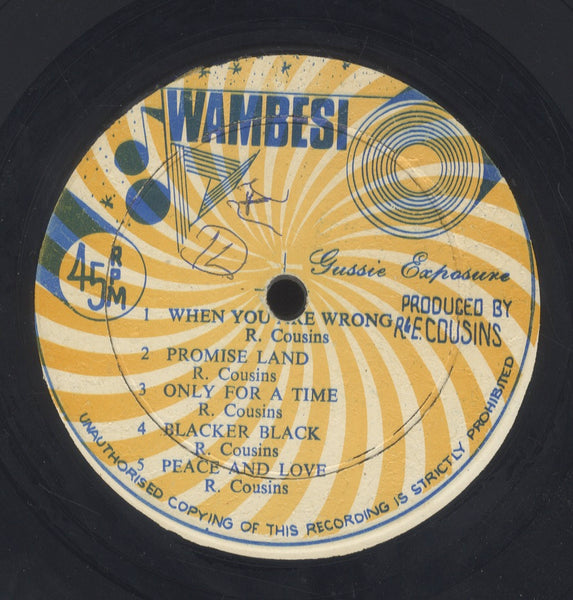 WAMBESI
45 RPM
Gussie Exposure
PRODUCED BY
R&E.COUSINS
1 WHEN YOU ARE WRONG
R. Cousins
2 PROMISE LAND
R. Cousins
3 ONLY FOR A TIME
R. Cousins
4 BLACKER BLACK
R. Cousins
5 PEACE AND LOVE
R. Cousins
UNAUTHORISED COPYING OF THIS RECORDING IS STRICTLY PROHIBITED